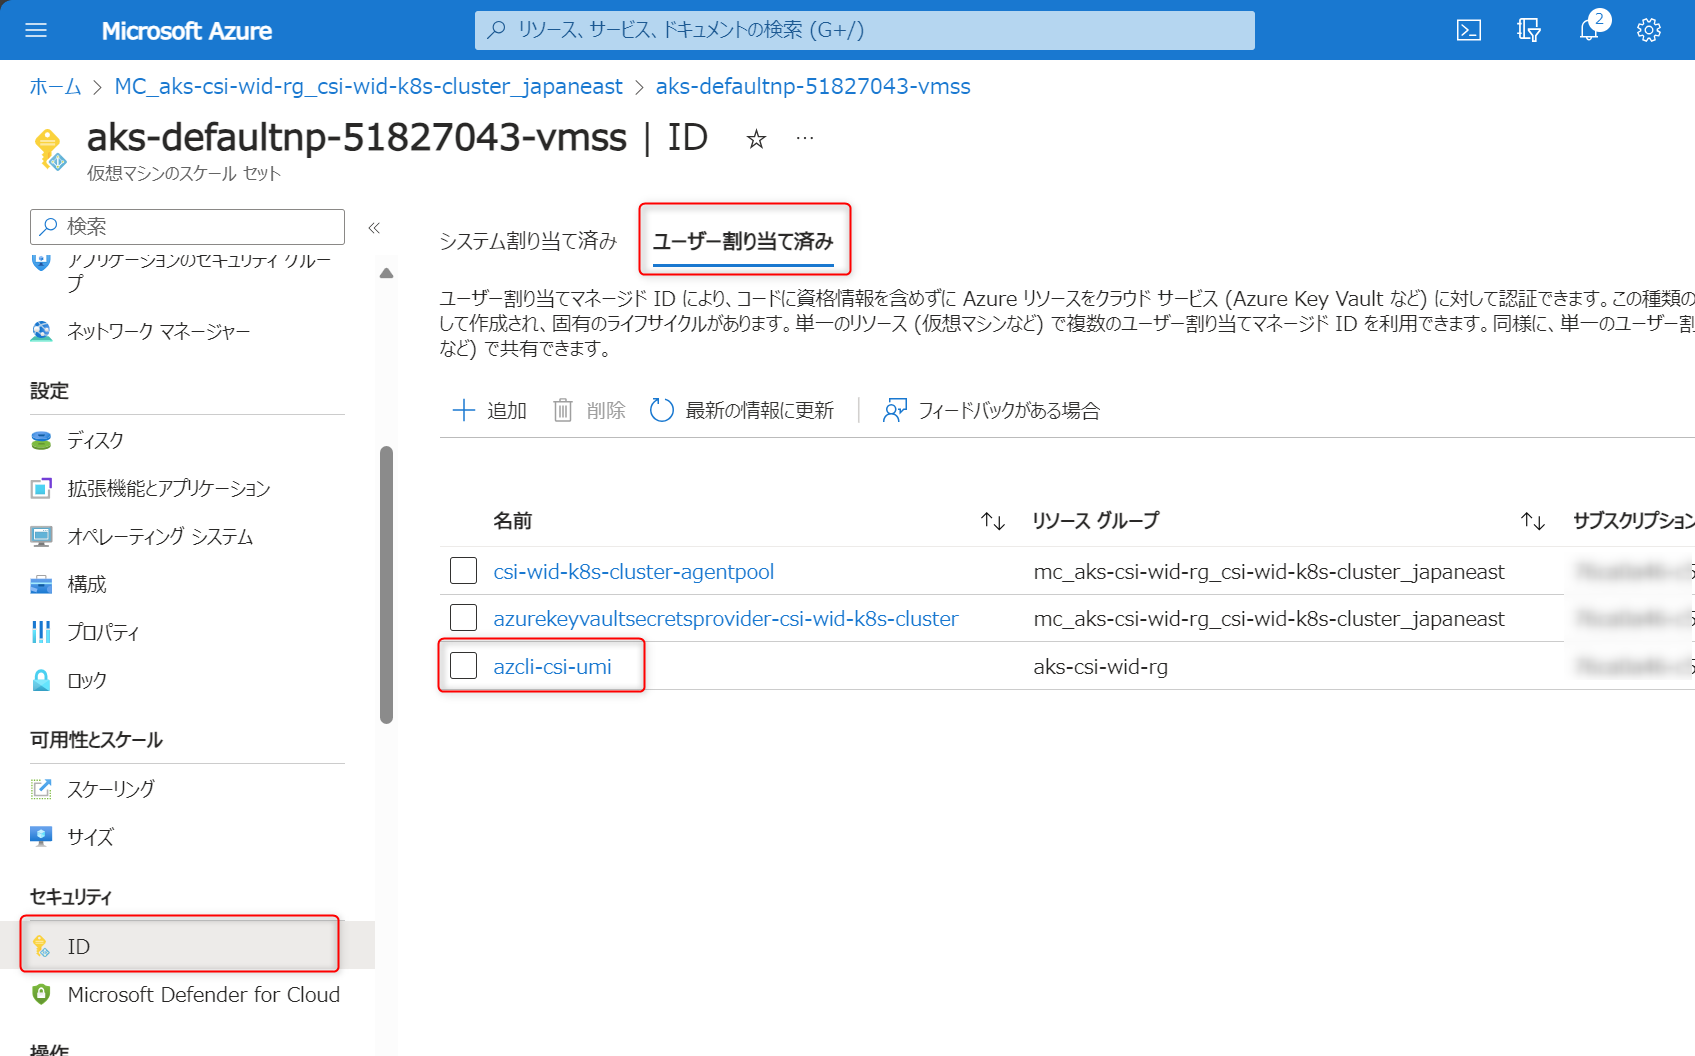 Microsoft Azure
リソース、サービス、ドキュメントの検索 (G+/)
2
ホーム > MC_aks-csi-wid-rg_csi-wid-k8s-cluster_japaneast > aks-defaultnp-51827043-vmss
aks-defaultnp-51827043-vmss | ID ☆ …
仮想マシンのスケール セット
検索
«
アプリケーションのセキュリティ グルー
プ
ネットワーク マネージャー
設定
ディスク
拡張機能とアプリケーション
オペレーティング システム
構成
プロパティ
ロック
可用性とスケール
スケーリング
サイズ
セキュリティ
ID
Microsoft Defender for Cloud
操作
システム割り当て済み ユーザー割り当て済み
ユーザー割り当てマネージド ID により、コードに資格情報を含めずに Azure リソースをクラウド サービス (Azure Key Vault など) に対して認証できます。この種類の
して作成され、固有のライフサイクルがあります。単一のリソース (仮想マシンなど) で複数のユーザー割り当てマネージド ID を利用できます。同様に、単一のユーザー割
など) で共有できます。
追加 削除 最新の情報に更新 フィードバックがある場合
名前 ↑↓ リソース グループ ↑↓ サブスクリプション
csi-wid-k8s-cluster-agentpool mc_aks-csi-wid-rg_csi-wid-k8s-cluster_japaneast
azurekeyvaultsecretsprovider-csi-wid-k8s-cluster mc_aks-csi-wid-rg_csi-wid-k8s-cluster_japaneast
azcli-csi-umi aks-csi-wid-rg